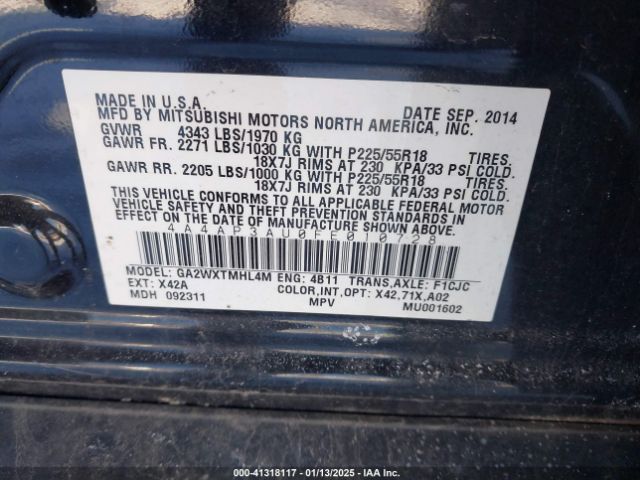 MADE IN U.S.A. DATE SEP. 2014
MFD BY MITSUBISHI MOTORS NORTH AMERICA, INC.
GVWR 4343 LBS/1970 KG
GAWR FR. 2271 LBS/1030 KG WITH P225/55R18 TIRES.
18X7J RIMS AT 230 KPA/33 PSI COLD.
GAWR RR. 2205 LBS/1000 KG WITH P225/55R18 TIRES.
18X7J RIMS AT 230 KPA/33 PSI COLD.
THIS VEHICLE CONFORMS TO ALL APPLICABLE FEDERAL MOTOR
VEHICLE SAFETY AND THEFT PREVENTION STANDARDS IN
EFFECT ON THE DATE OF MANUFACTURE SHOWN ABOVE.
4A4AP3AU0FE010728
MODEL: GA2WXTMHL4M ENG: 4B11 TRANS,AXLE: F1CJC
EXT: X42A COLOR,INT,OPT: X42,71X,A02
MDH 092311 MPV MU001602
000-41318117 - 01/13/2025 - IAAI.COM